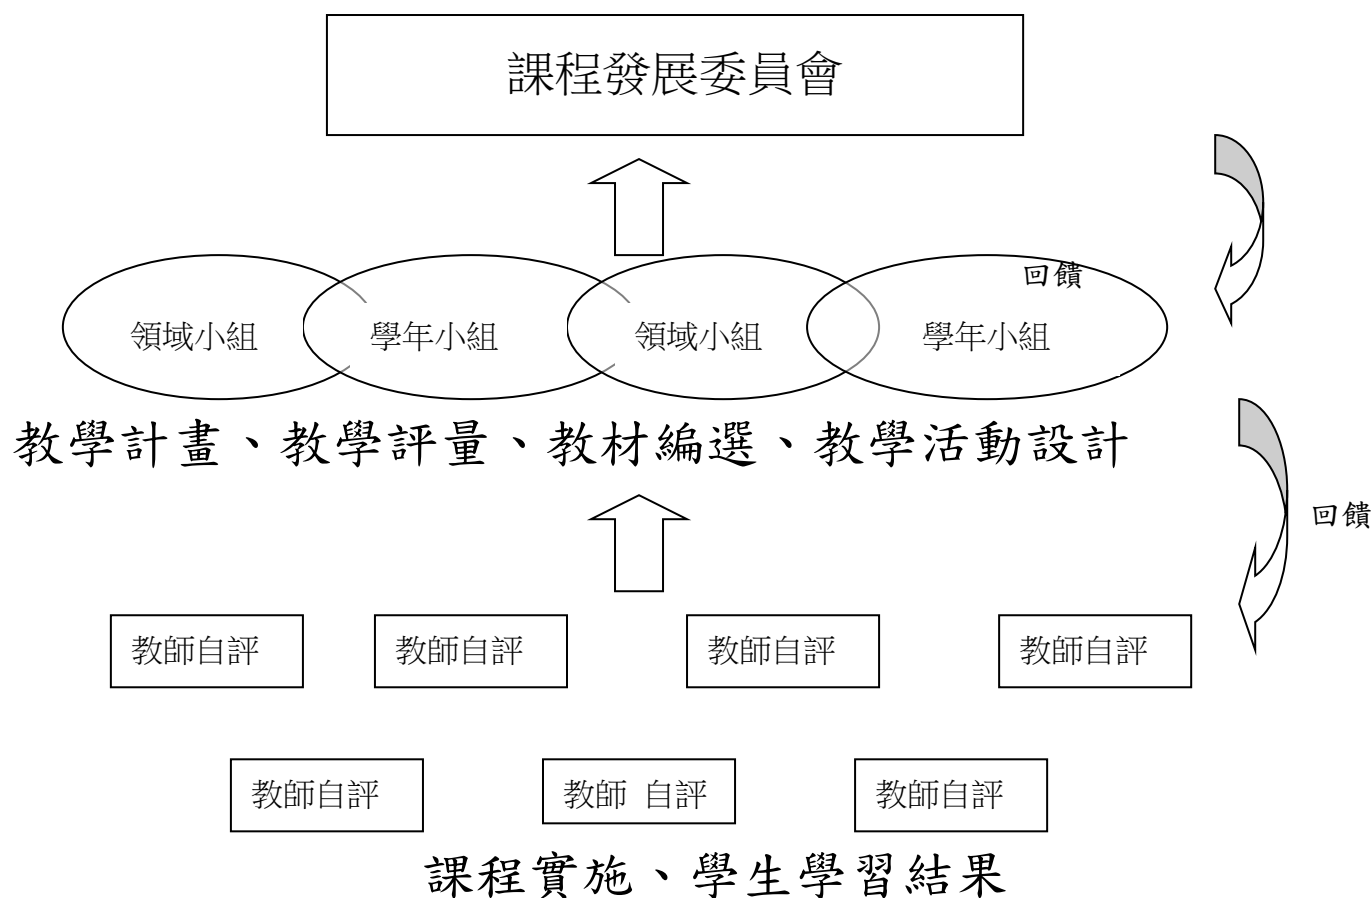 課程發展委員會
回饋
領域小組 學年小組 領域小組 學年小組
教學計畫、教學評量、教材編選、教學活動設計
回饋
教師自評 教師自評 教師自評 教師自評
教師自評 教師 自評 教師自評
課程實施、學生學習結果